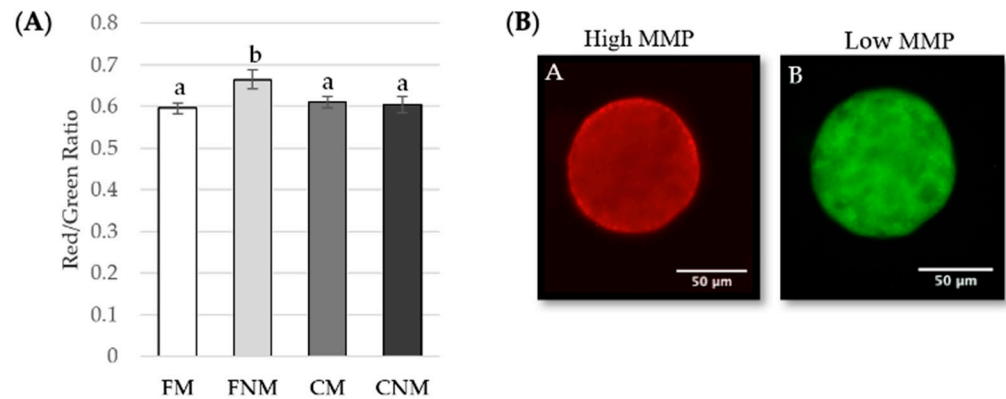 (A)
0.8
0.7
0.6
0.5
0.4
0.3
0.2
0.1
0
Red/Green Ratio
a
b
a
a
FM FNM CM CNM
(B)
High MMP
A
50 μm
Low MMP
B
50 μm